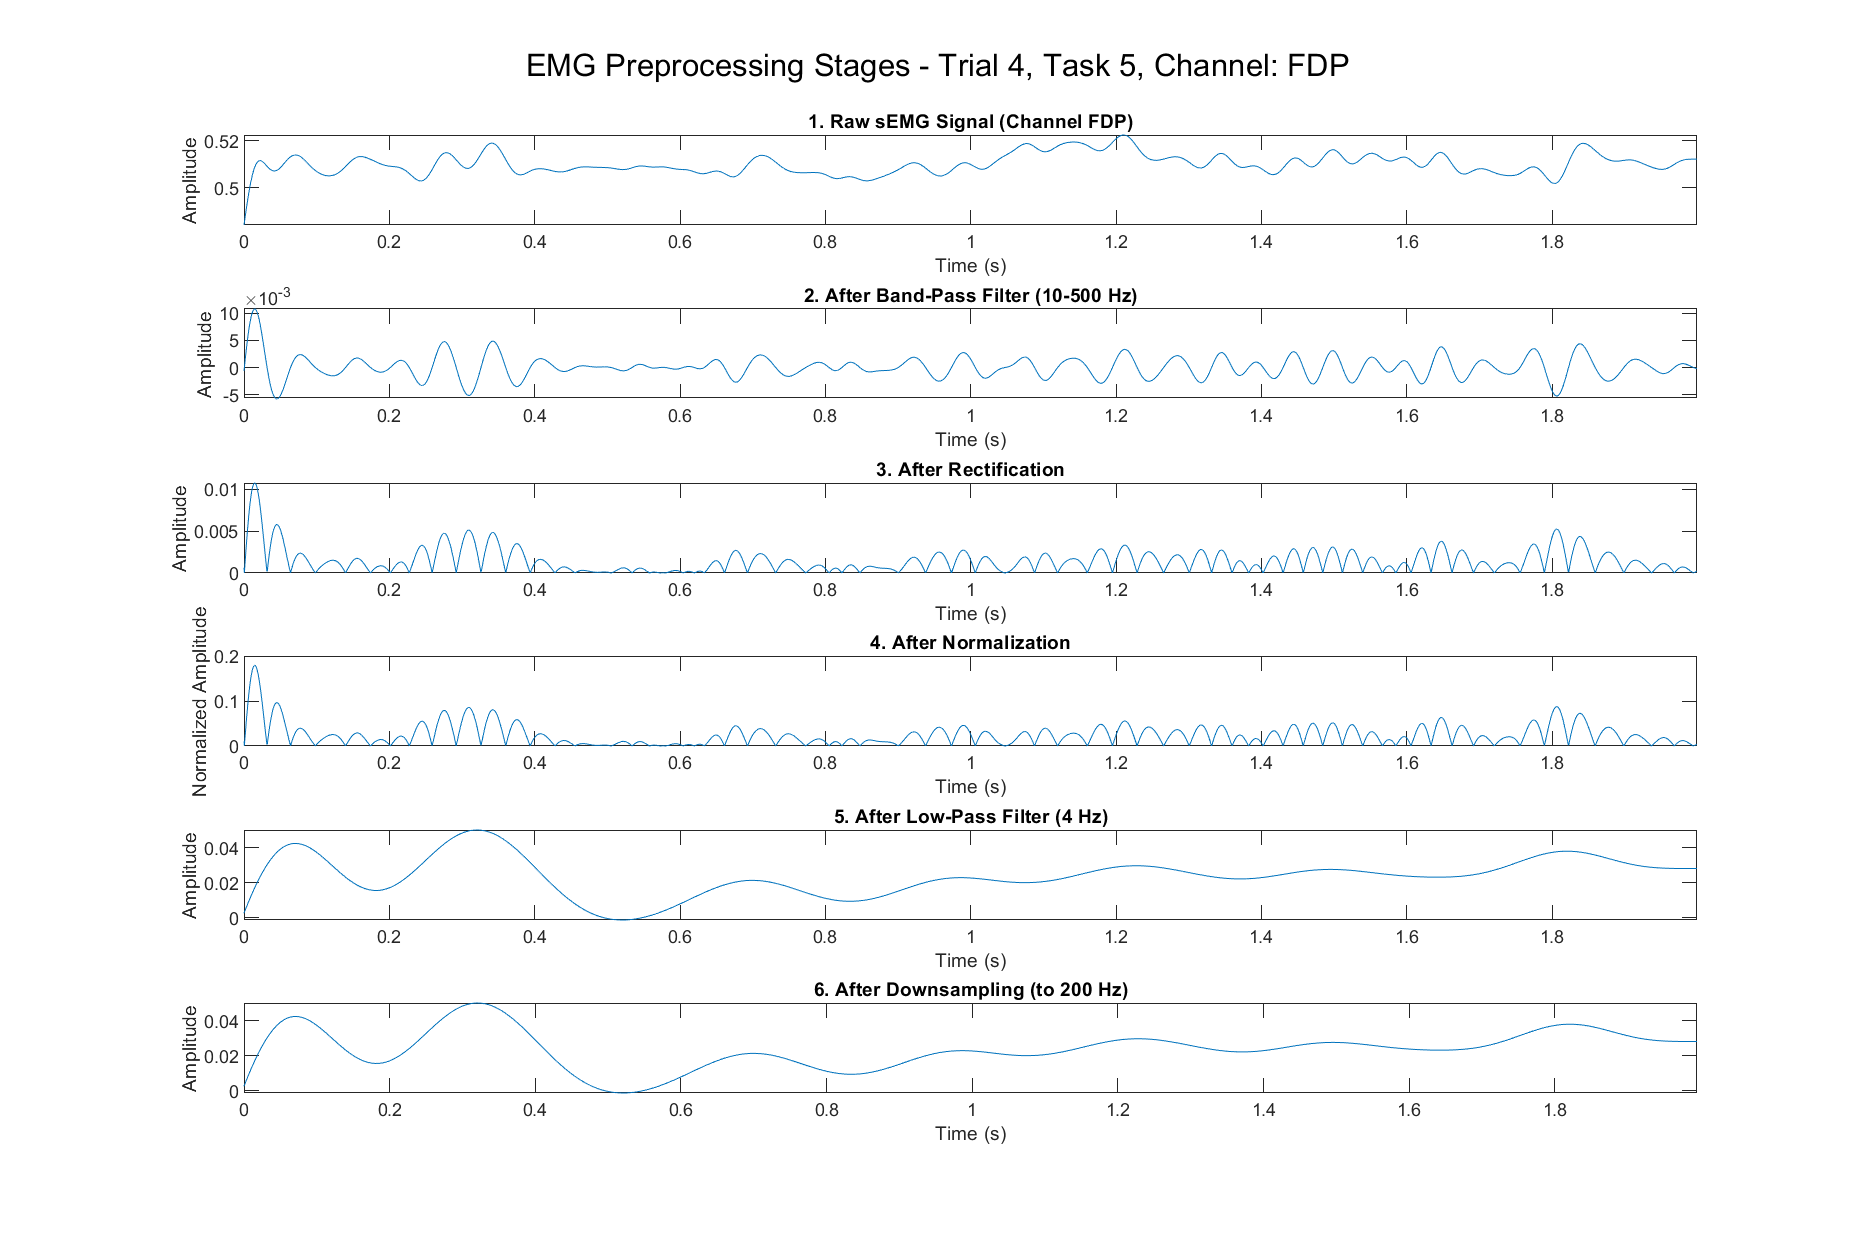 EMG Preprocessing Stages - Trial 4, Task 5, Channel: FDP
1. Raw sEMG Signal (Channel FDP)
Amplitude
0.52
0.5
0 0.2 0.4 0.6 0.8 1 1.2 1.4 1.6 1.8
Time (s)
2. After Band-Pass Filter (10-500 Hz)
×10⁻³
Amplitude
10
5
0
-5
0 0.2 0.4 0.6 0.8 1 1.2 1.4 1.6 1.8
Time (s)
3. After Rectification
Amplitude
0.01
0.005
0
0 0.2 0.4 0.6 0.8 1 1.2 1.4 1.6 1.8
Time (s)
4. After Normalization
Normalized Amplitude
0.2
0.1
0
0 0.2 0.4 0.6 0.8 1 1.2 1.4 1.6 1.8
Time (s)
5. After Low-Pass Filter (4 Hz)
Amplitude
0.04
0.02
0
0 0.2 0.4 0.6 0.8 1 1.2 1.4 1.6 1.8
Time (s)
6. After Downsampling (to 200 Hz)
Amplitude
0.04
0.02
0
0 0.2 0.4 0.6 0.8 1 1.2 1.4 1.6 1.8
Time (s)